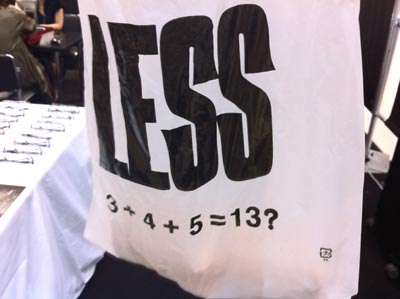 LESS
3 + 4 + 5 = 13?